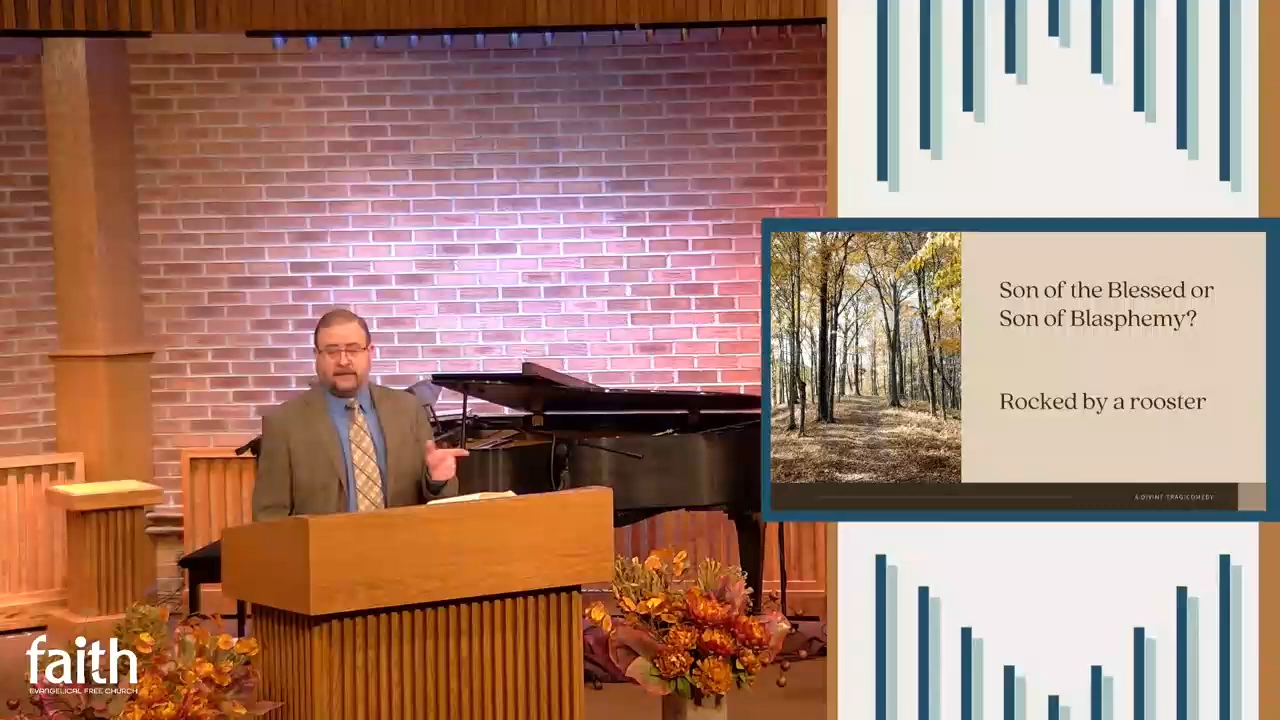 Son of the Blessed or
Son of Blasphemy?
Rocked by a rooster
A DIVINE TRAGICOMEDY
faith
EVANGELICAL FREE CHURCH